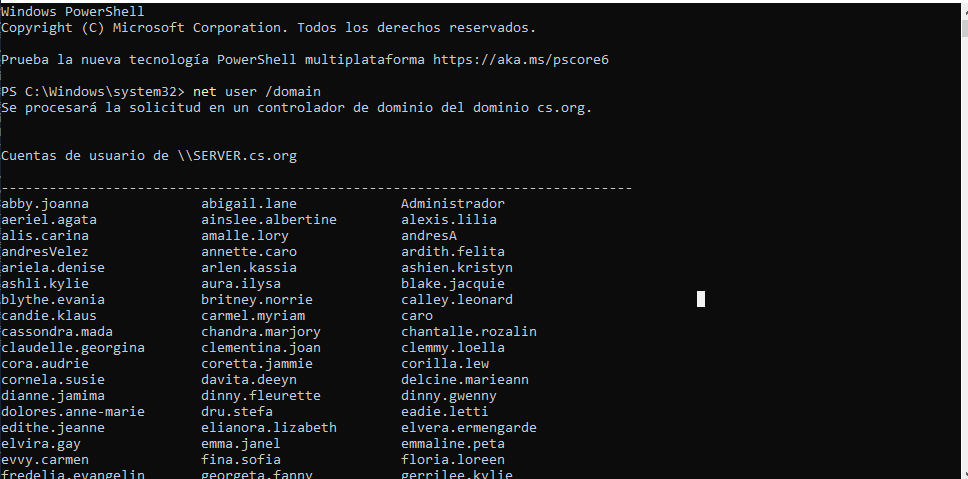 Windows PowerShell
Copyright (C) Microsoft Corporation. Todos los derechos reservados.
Prueba la nueva tecnología PowerShell multiplataforma https://aka.ms/pscore6
PS C:\Windows\system32> net user /domain
Se procesará la solicitud en un controlador de dominio del dominio cs.org.
Cuentas de usuario de \\SERVER.cs.org
-------------------------------------------------------------------------------
abby.joanna abigail.lane Administrador
aeriel.agata ainslee.albertine alexis.lilia
alis.carina amalle.lory andresA
andresVelez annette.caro ardith.felita
ariela.denise arlen.kassia ashien.kristyn
ashli.kylie aura.ilysa blake.jacquie
blythe.evania britney.norrie calley.leonard
candie.klaus carmel.myriam caro
cassondra.mada chandra.marjory chantalle.rozalin
claudelle.georgina clementina.joan clemmy.loella
cora.audrie coretta.jammie corilla.lew
cornela.susie davita.deeyn delcine.marieann
dianne.jamima dinny.fleurette dinny.gwenny
dolores.anne-marie dru.stefa eadie.letti
edithe.jeanne elianora.lizabeth elvera.ermengarde
elvira.gay emma.janel emmaline.peta
evvy.carmen fina.sofia floria.loreen
fredelia.evangelin georgeta.fanny gerrilee.kylie